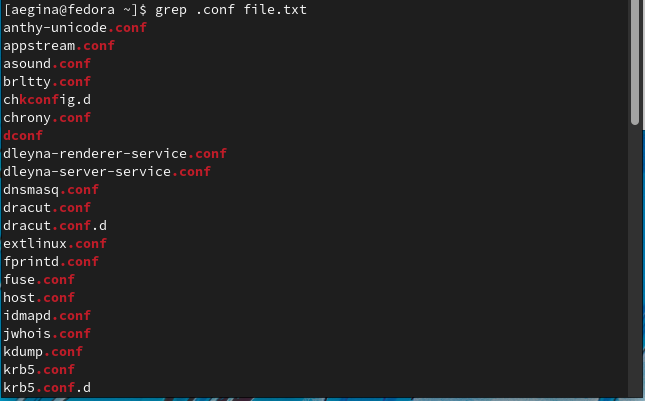 [aegina@fedora ~]$ grep .conf file.txt
anthy-unicode.conf
appstream.conf
asound.conf
brltty.conf
chkconfig.d
chrony.conf
dconf
dleyna-renderer-service.conf
dleyna-server-service.conf
dnsmasq.conf
dracut.conf
dracut.conf.d
extlinux.conf
fprintd.conf
fuse.conf
host.conf
idmapd.conf
jwhois.conf
kdump.conf
krb5.conf
krb5.conf.d